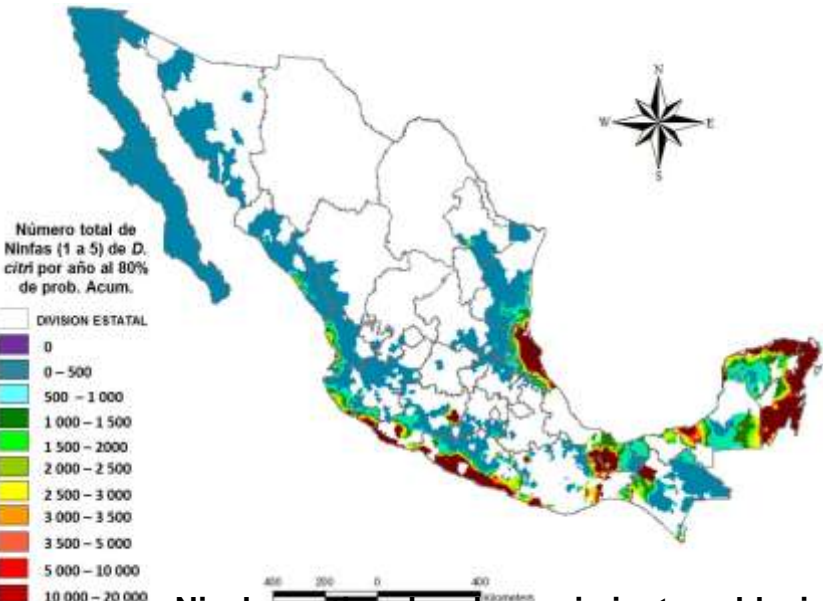 N
W E
S
Número total de
Ninfas (1 a 5) de D.
citri por año al 80%
de prob. Acum.
DIVISION ESTATAL
0
0 – 500
500 – 1 000
1 000 – 1 500
1 500 – 2000
2 000 – 2 500
2 500 – 3 000
3 000 – 3 500
3 500 – 5 000
5 000 – 10 000
10 000 – 20 000
400 200 0 400
Kilometers